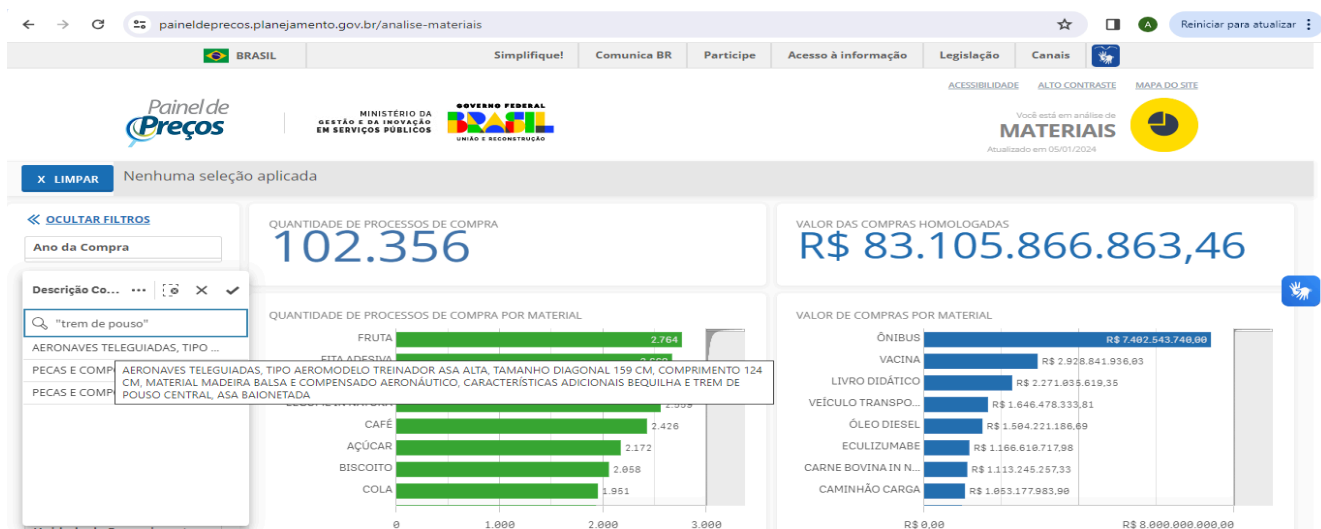 paineldeprecos.planejamento.gov.br/analise-materiais
A
Reiniciar para atualizar
BRASIL
Simplifique!
Comunica BR
Participe
Acesso à informação
Legislação
Canais
ACESSIBILIDADE
ALTO CONTRASTE
MAPA DO SITE
Painel de
Preços
MINISTÉRIO DA
GESTÃO E DA INOVAÇÃO
EM SERVIÇOS PÚBLICOS
GOVERNO FEDERAL
BRASIL
UNIÃO E RECONSTRUÇÃO
Você está em análise de
MATERIAIS
Atualizado em 05/01/2024
X LIMPAR
Nenhuma seleção aplicada
OCULTAR FILTROS
Ano da Compra
Descrição Co...
"trem de pouso"
AERONAVES TELEGUIADAS, TIPO ...
PECAS E COMP
PECAS E COMP
AERONAVES TELEGUIADAS, TIPO AEROMODELO TREINADOR ASA ALTA, TAMANHO DIAGONAL 159 CM, COMPRIMENTO 124
CM, MATERIAL MADEIRA BALSA E COMPENSADO AERONÁUTICO, CARACTERÍSTICAS ADICIONAIS BEQUILHA E TREM DE
POUSO CENTRAL, ASA BAIONETADA
QUANTIDADE DE PROCESSOS DE COMPRA
102.356
VALOR DAS COMPRAS HOMOLOGADAS
R$ 83.105.866.863,46
QUANTIDADE DE PROCESSOS DE COMPRA POR MATERIAL
FRUTA 2.764
FITA ADESIVA
CAFÉ 2.426
AÇÚCAR 2.172
BISCOITO 2.058
COLA 1.951
0 1.000 2.000 3.000
VALOR DE COMPRAS POR MATERIAL
ÔNIBUS R$ 7.402.543.740,00
VACINA R$ 2.928.841.936,03
LIVRO DIDÁTICO R$ 2.271.035.619,35
VEÍCULO TRANSPO... R$ 1.646.478.333,81
ÓLEO DIESEL R$ 1.504.221.186,69
ECULIZUMABE R$ 1.166.610.717,98
CARNE BOVINA IN N... R$ 1.113.245.257,33
CAMINHÃO CARGA R$ 1.053.177.983,90
R$ 0,00 R$ 8.000.000.000,00